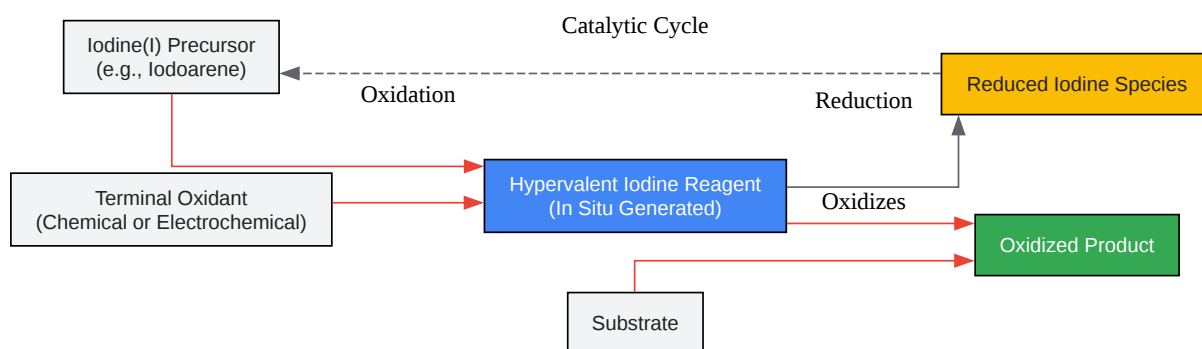 Catalytic Cycle
Iodine(I) Precursor
(e.g., Iodoarene)
Oxidation
Reduction
Reduced Iodine Species
Terminal Oxidant
(Chemical or Electrochemical)
Hypervalent Iodine Reagent
(In Situ Generated)
Oxidizes
Oxidized Product
Substrate